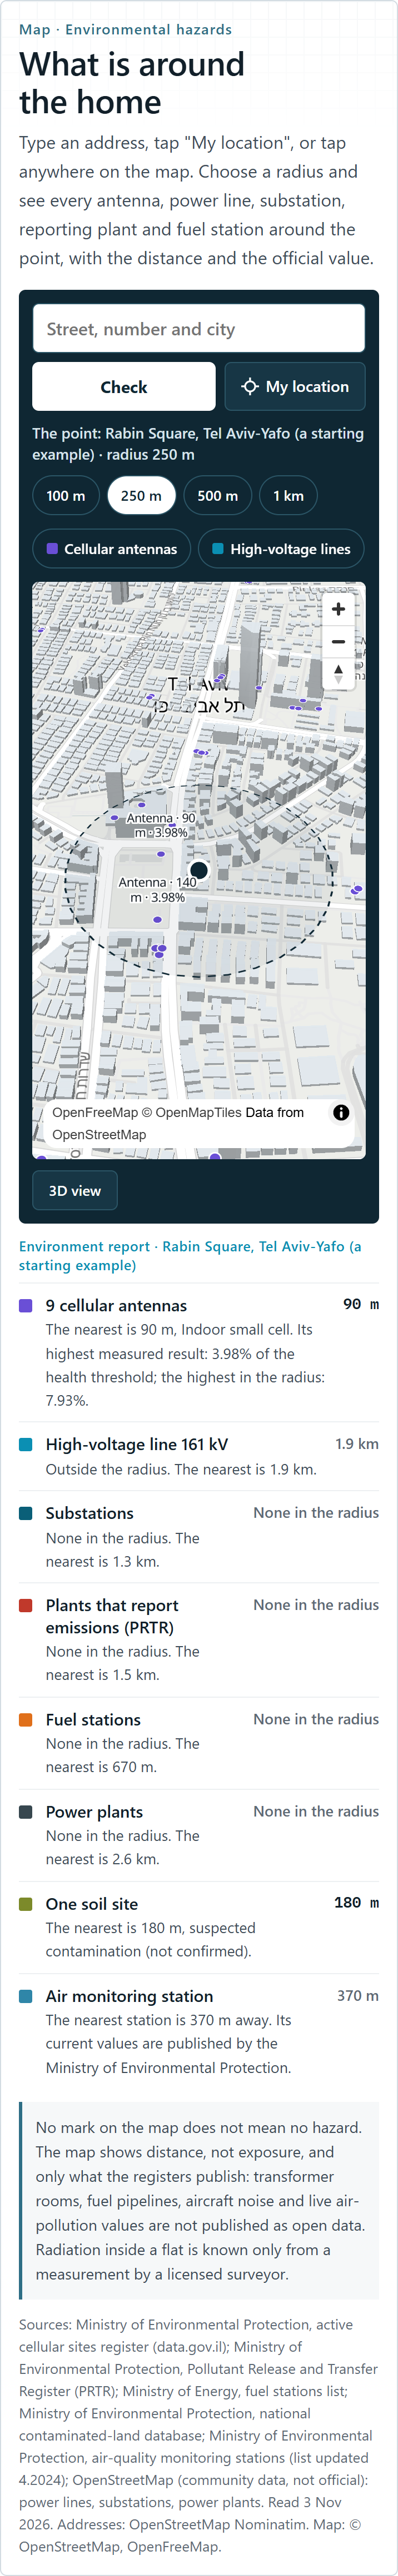 Map · Environmental hazards
What is around
the home
Type an address, tap "My location", or tap
anywhere on the map. Choose a radius and
see every antenna, power line, substation,
reporting plant and fuel station around the
point, with the distance and the official value.
Street, number and city
Check
My location
The point: Rabin Square, Tel Aviv-Yafo (a starting
example) · radius 250 m
100 m
250 m
500 m
1 km
Cellular antennas
High-voltage lines
תל אביב
Antenna · 90
m · 3.98%
Antenna · 140
m · 3.98%
OpenFreeMap © OpenMapTiles Data from
OpenStreetMap
3D view
Environment report · Rabin Square, Tel Aviv-Yafo (a
starting example)
9 cellular antennas
90 m
The nearest is 90 m, Indoor small cell. Its
highest measured result: 3.98% of the
health threshold; the highest in the radius:
7.93%.
High-voltage line 161 kV
1.9 km
Outside the radius. The nearest is 1.9 km.
Substations
None in the radius
None in the radius. The
nearest is 1.3 km.
Plants that report
emissions (PRTR)
None in the radius
None in the radius. The
nearest is 1.5 km.
Fuel stations
None in the radius
None in the radius. The
nearest is 670 m.
Power plants
None in the radius
None in the radius. The
nearest is 2.6 km.
One soil site
180 m
The nearest is 180 m, suspected
contamination (not confirmed).
Air monitoring station
370 m
The nearest station is 370 m away. Its
current values are published by the
Ministry of Environmental Protection.
No mark on the map does not mean no hazard.
The map shows distance, not exposure, and
only what the registers publish: transformer
rooms, fuel pipelines, aircraft noise and live air-
pollution values are not published as open data.
Radiation inside a flat is known only from a
measurement by a licensed surveyor.
Sources: Ministry of Environmental Protection, active
cellular sites register (data.gov.il); Ministry of
Environmental Protection, Pollutant Release and Transfer
Register (PRTR); Ministry of Energy, fuel stations list;
Ministry of Environmental Protection, national
contaminated-land database; Ministry of Environmental
Protection, air-quality monitoring stations (list updated
4.2024); OpenStreetMap (community data, not official):
power lines, substations, power plants. Read 3 Nov
2026. Addresses: OpenStreetMap Nominatim. Map: ©
OpenStreetMap, OpenFreeMap.